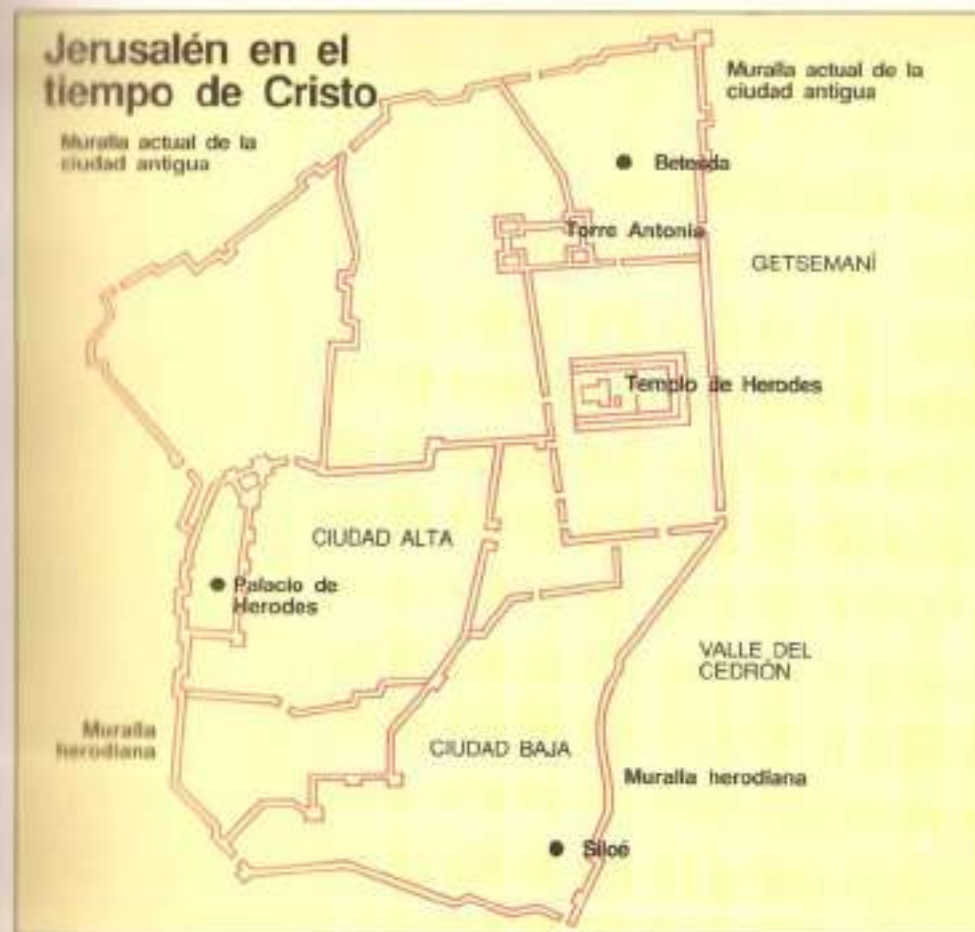 Jerusalén en el
tiempo de Cristo
Muralla actual de la
ciudad antigua
Muralla actual de la
ciudad antigua
Betesda
Torre Antonia
GETSEMANÍ
Templo de Herodes
CIUDAD ALTA
Palacio de
Herodes
VALLE DEL
CEDRÓN
Muralla
herodiana
CIUDAD BAJA
Muralla herodiana
Siloé